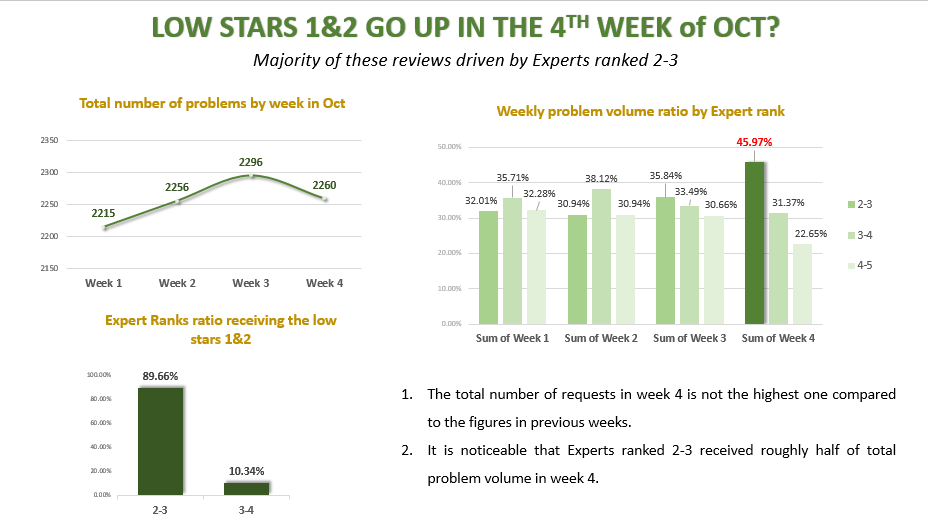 LOW STARS 1&2 GO UP IN THE 4TH WEEK of OCT?
Majority of these reviews driven by Experts ranked 2-3
Total number of problems by week in Oct
2350
2300
2250
2200
2150
2215
2256
2296
2260
Week 1
Week 2
Week 3
Week 4
Weekly problem volume ratio by Expert rank
50.00%
40.00%
30.00%
20.00%
10.00%
0.00%
32.01%
35.71%
32.28%
30.94%
38.12%
30.94%
35.84%
33.49%
30.66%
45.97%
31.37%
22.65%
Sum of Week 1
Sum of Week 2
Sum of Week 3
Sum of Week 4
2-3
3-4
4-5
Expert Ranks ratio receiving the low
stars 1&2
100.00%
80.00%
60.00%
40.00%
20.00%
0.00%
89.66%
10.34%
2-3
3-4
1. The total number of requests in week 4 is not the highest one compared
to the figures in previous weeks.
2. It is noticeable that Experts ranked 2-3 received roughly half of total
problem volume in week 4.